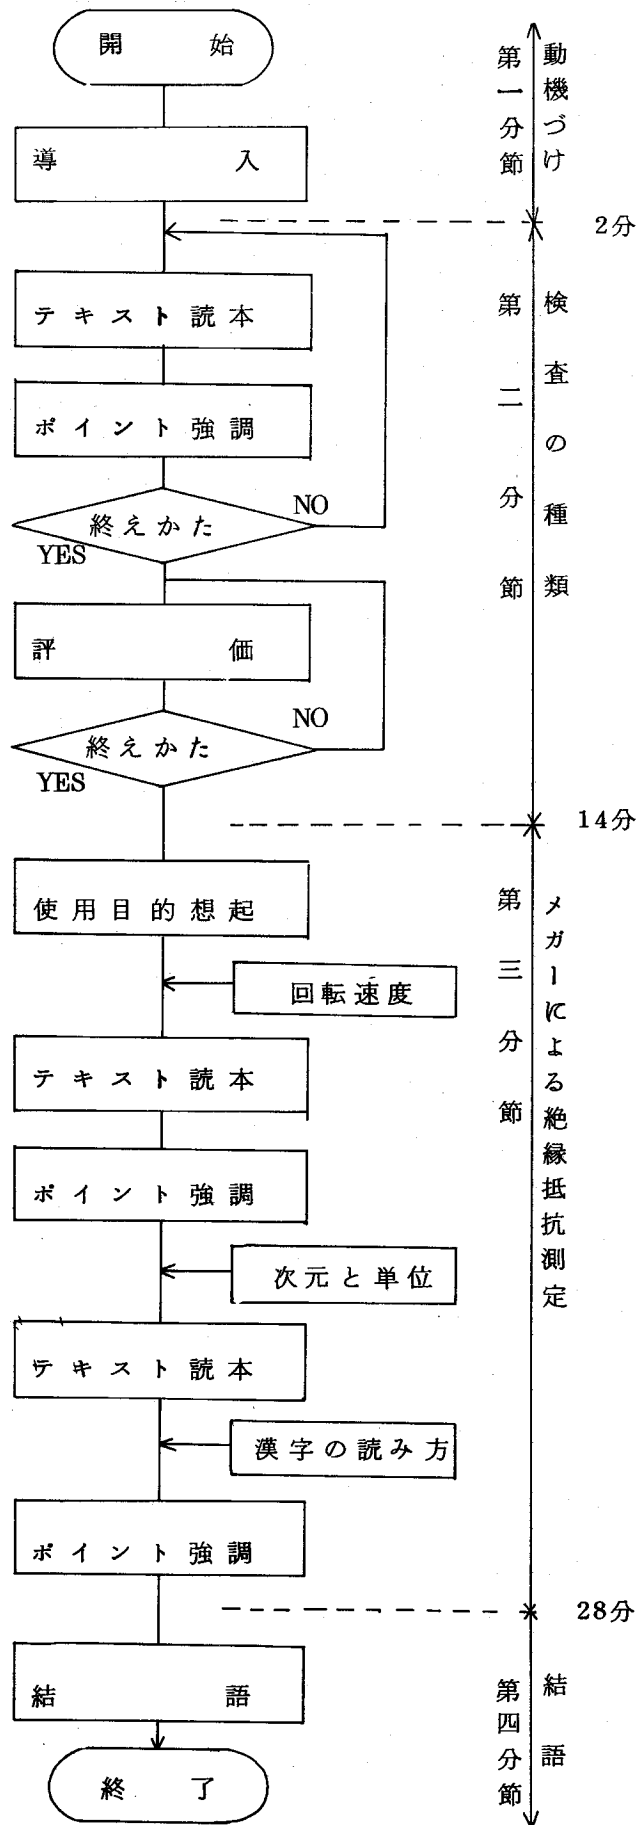 開始
第一分節
動機づけ
導入
2分
テキスト読本
ポイント強調
終えかた
NO
YES
第二分節
検査の種類
評価
終えかた
NO
YES
14分
使用目的想起
回転速度
テキスト読本
ポイント強調
次元と単位
テキスト読本
漢字の読み方
ポイント強調
第三分節
メガーによる絶縁抵抗測定
28分
結語
終了
第四分節
結語